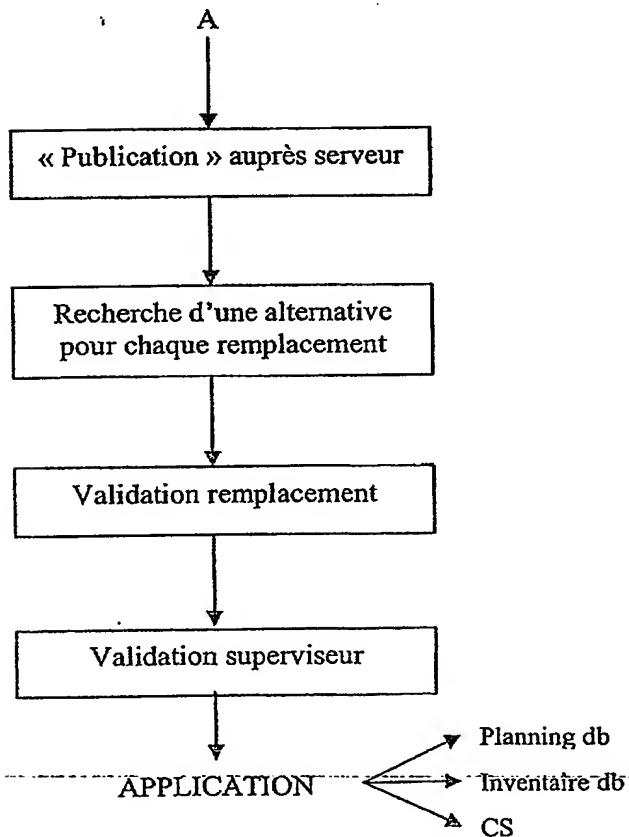 A
« Publication » auprès serveur
Recherche d'une alternative
pour chaque remplacement
Validation remplacement
Validation superviseur
APPLICATION
Planning db
Inventaire db
CS